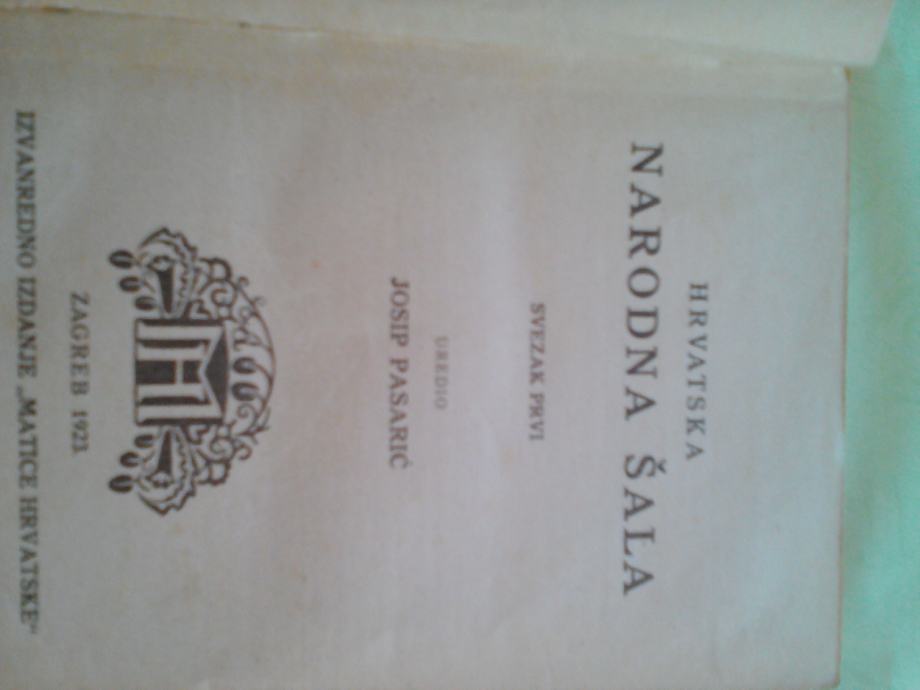 HRVATSKA
NARODNA ŠALA
SVEZAK PRVI
UREDIO
JOSIP PASARIĆ
ZAGREB 1923.
IZVANREDNO IZDANJE „MATICE HRVATSKE“